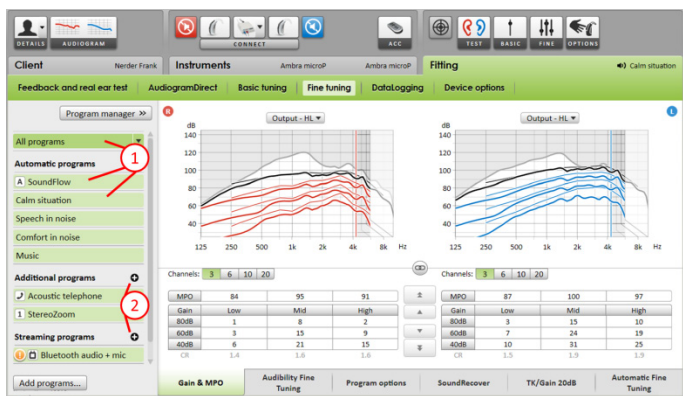 DETAILS AUDIOGRAM CONNECT ACC TEST BASIC FINE OPTIONS
Client Nerder Frank Instruments Ambra microP Ambra microP Fitting Calm situation
Feedback and real ear test AudiogramDirect Basic tuning Fine tuning DataLogging Device options
Program manager >>
All programs
1
Automatic programs
A SoundFlow
Calm situation
Speech in noise
Comfort in noise
Music
Additional programs
Acoustic telephone
2
1 StereoZoom
Streaming programs
Bluetooth audio + mic
Add programs...
R
Output - HL
dB
140
120
100
80
60
40
125 250 500 1k 2k 4k 8k Hz
Channels: 3 6 10 20
MPO 84 95 91
Gain Low Mid High
80dB 1 8 2
60dB 3 15 9
40dB 6 21 15
CR 1.4 1.6 1.6
L
Output - HL
dB
140
120
100
80
60
40
125 250 500 1k 2k 4k 8k Hz
Channels: 3 6 10 20
MPO 87 100 97
Gain Low Mid High
80dB 3 15 10
60dB 7 24 19
40dB 10 31 25
CR 1.5 1.9 1.9
Gain & MPO
Audibility Fine
Tuning
Program options
SoundRecover
TK/Gain 20dB
Automatic Fine
Tuning